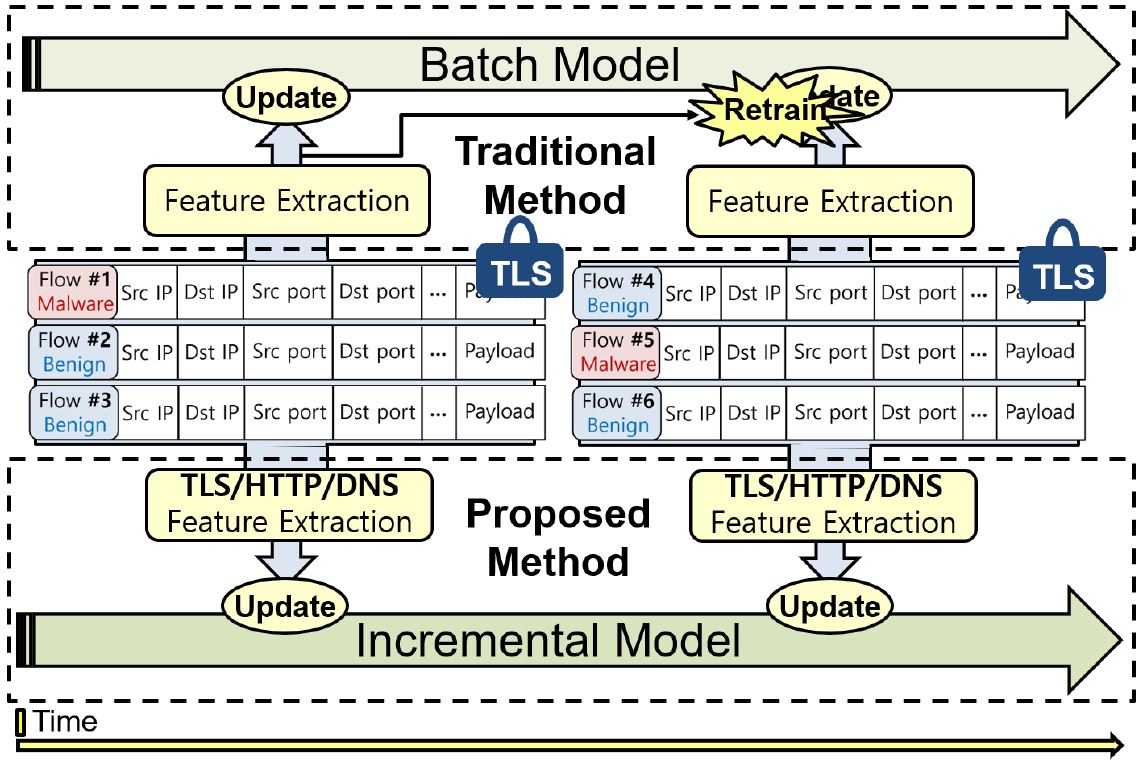 Batch Model
Update
Retrain
date
Traditional
Method
Feature Extraction
Feature Extraction
TLS
TLS
Flow #1
Malware
Src IP Dst IP Src port Dst port ... Pay
Flow #2
Benign
Src IP Dst IP Src port Dst port ... Payload
Flow #3
Benign
Src IP Dst IP Src port Dst port ... Payload
Flow #4
Benign
Src IP Dst IP Src port Dst port ... Pay
Flow #5
Malware
Src IP Dst IP Src port Dst port ... Payload
Flow #6
Benign
Src IP Dst IP Src port Dst port ... Payload
TLS/HTTP/DNS
Feature Extraction
Proposed
Method
TLS/HTTP/DNS
Feature Extraction
Update
Update
Incremental Model
Time